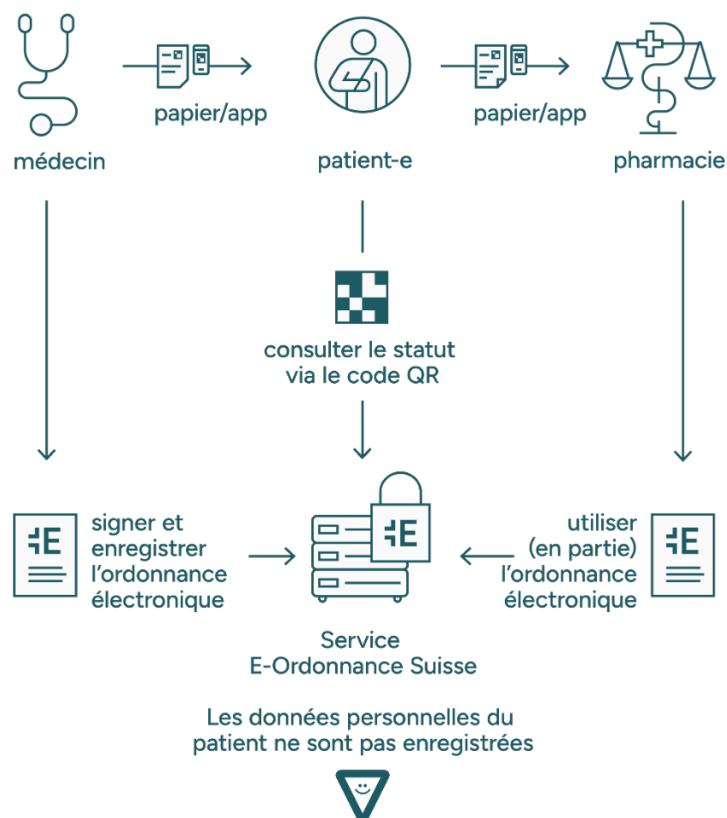 papier/app
papier/app
médecin
patient-e
pharmacie
consulter le statut
via le code QR
E
signer et
enregistrer
l'ordonnance
électronique
E
utiliser
(en partie)
l'ordonnance
électronique
E
Service
E-Ordonnance Suisse
Les données personnelles du
patient ne sont pas enregistrées